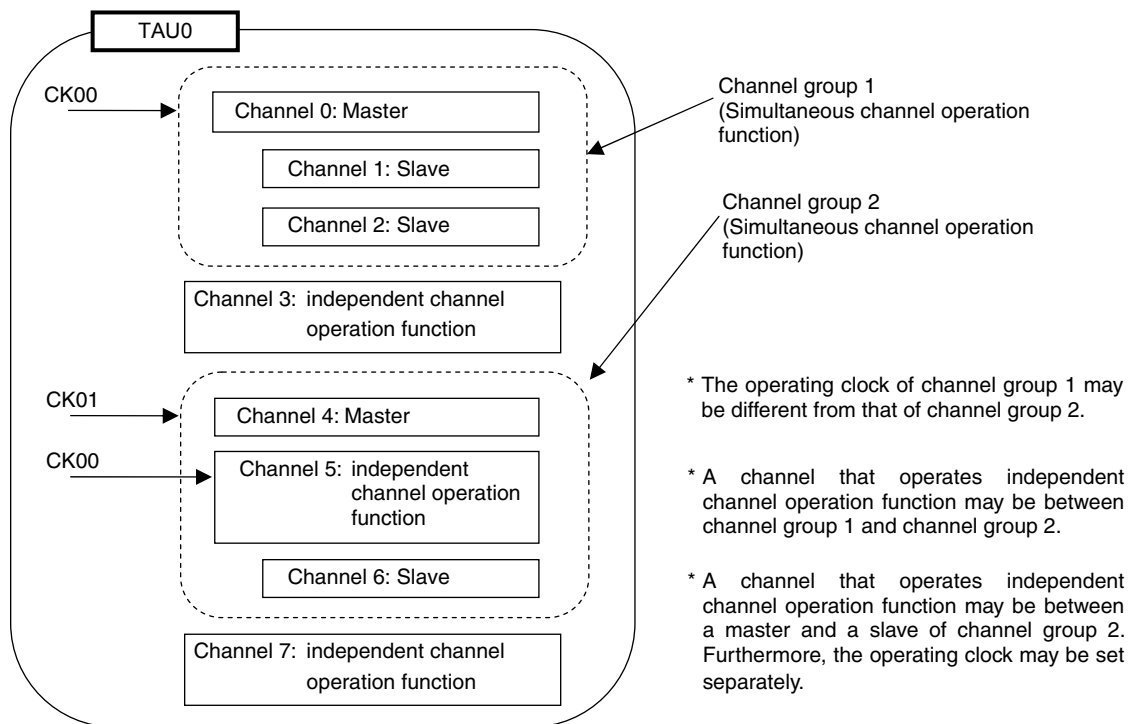 TAU0
CK00
Channel 0: Master
Channel 1: Slave
Channel 2: Slave
Channel group 1
(Simultaneous channel operation
function)
Channel group 2
(Simultaneous channel operation
function)
Channel 3: independent channel
operation function
CK01
Channel 4: Master
CK00
Channel 5: independent
channel operation
function
Channel 6: Slave
Channel 7: independent channel
operation function
* The operating clock of channel group 1 may
be different from that of channel group 2.
* A channel that operates independent
channel operation function may be between
channel group 1 and channel group 2.
* A channel that operates independent
channel operation function may be between
a master and a slave of channel group 2.
Furthermore, the operating clock may be set
separately.